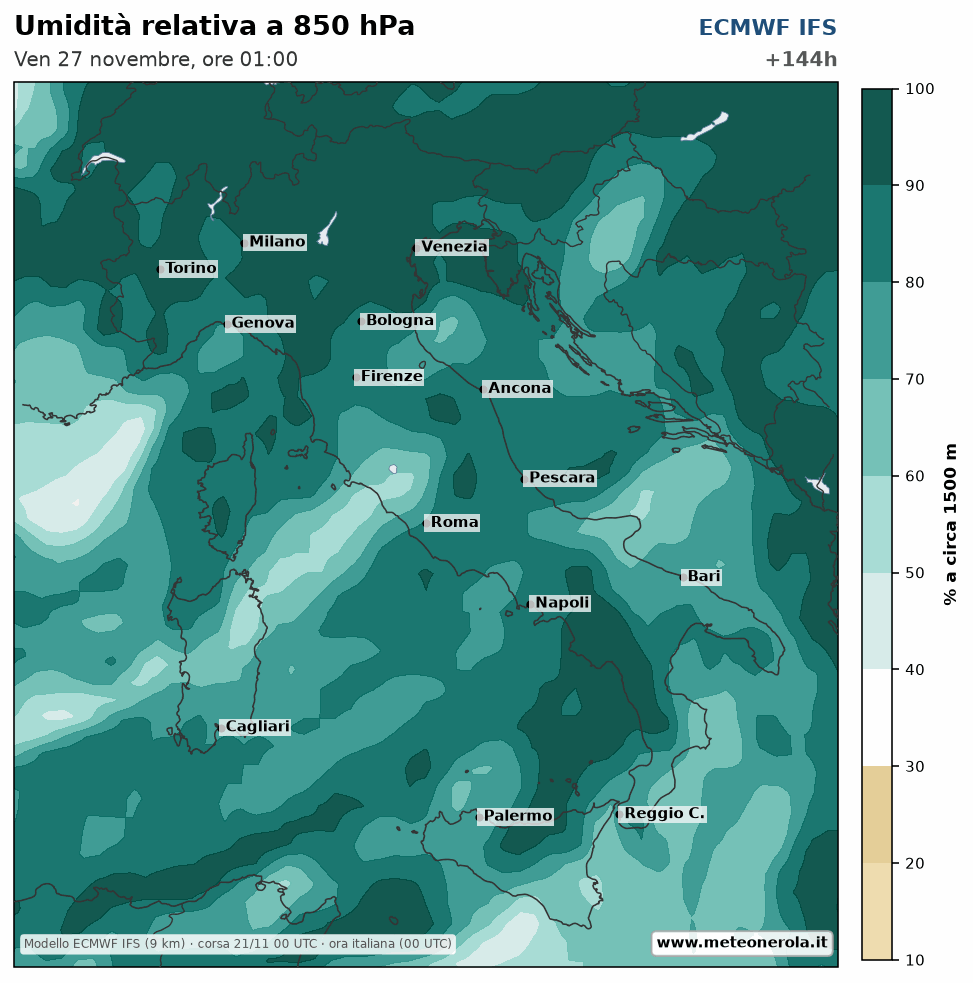 Umidità relativa a 850 hPa
ECMWF IFS
Ven 27 novembre, ore 01:00
+144h
100
90
80
70
60
50
40
30
20
10
% a circa 1500 m
Milano
Venezia
Torino
Genova
Bologna
Firenze
Ancona
Pescara
Roma
Bari
Napoli
Cagliari
Palermo
Reggio C.
Modello ECMWF IFS (9 km) · corsa 21/11 00 UTC · ora italiana (00 UTC)
www.meteonerola.it